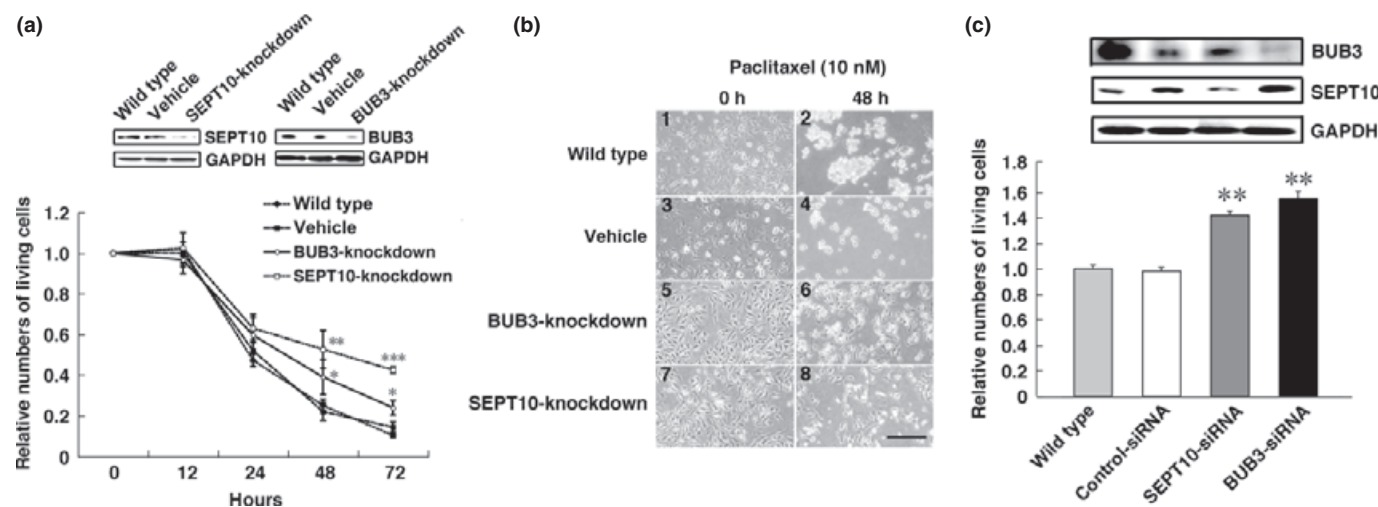 (a)
Wild type
Vehicle
SEPT10-knockdown
Wild type
Vehicle
BUB3-knockdown
SEPT10
GAPDH
BUB3
GAPDH
Relative numbers of living cells
1.2
1.0
0.8
0.6
0.4
0.2
0
Wild type
Vehicle
BUB3-knockdown
SEPT10-knockdown
**
***
*
*
0 12 24 48 72
Hours
(b)
Paclitaxel (10 nM)
0 h 48 h
Wild type
1 2
Vehicle
3 4
BUB3-knockdown
5 6
SEPT10-knockdown
7 8
(c)
BUB3
SEPT10
GAPDH
Relative numbers of living cells
1.8
1.6
1.4
1.2
1.0
0.8
0.6
0.4
0.2
0
**
**
Wild type
Control-siRNA
SEPT10-siRNA
BUB3-siRNA